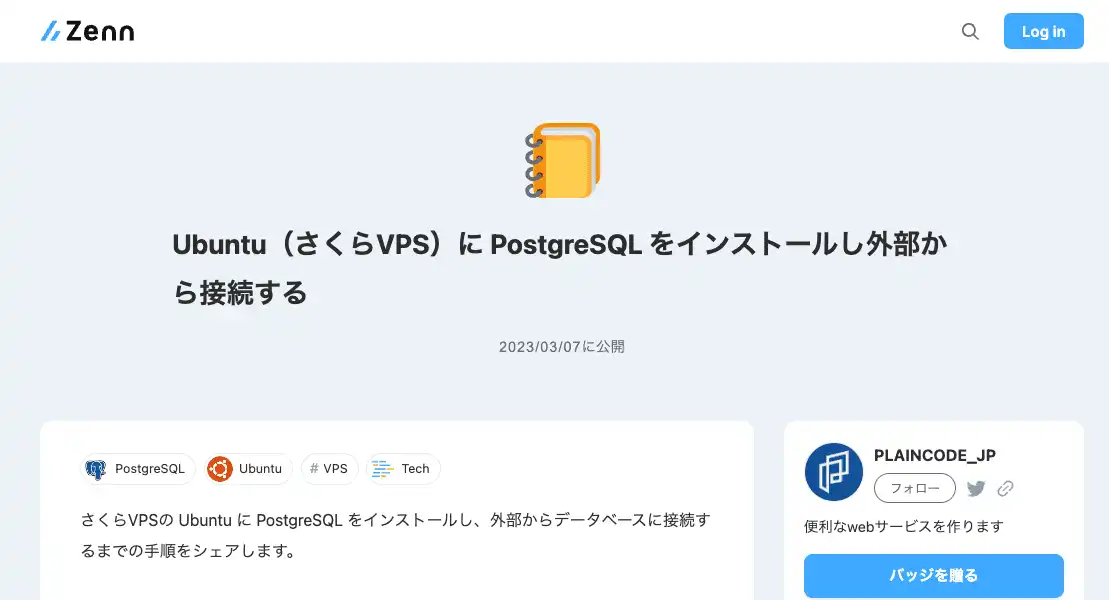 Zenn
Log in
Ubuntu（さくらVPS）に PostgreSQL をインストールし外部か
ら接続する
2023/03/07に公開
PostgreSQL
Ubuntu
# VPS
Tech
さくらVPSの Ubuntu に PostgreSQL をインストールし、外部からデータベースに接続す
るまでの手順をシェアします。
PLAINCODE_JP
フォロー
便利なwebサービスを作ります
バッジを贈る